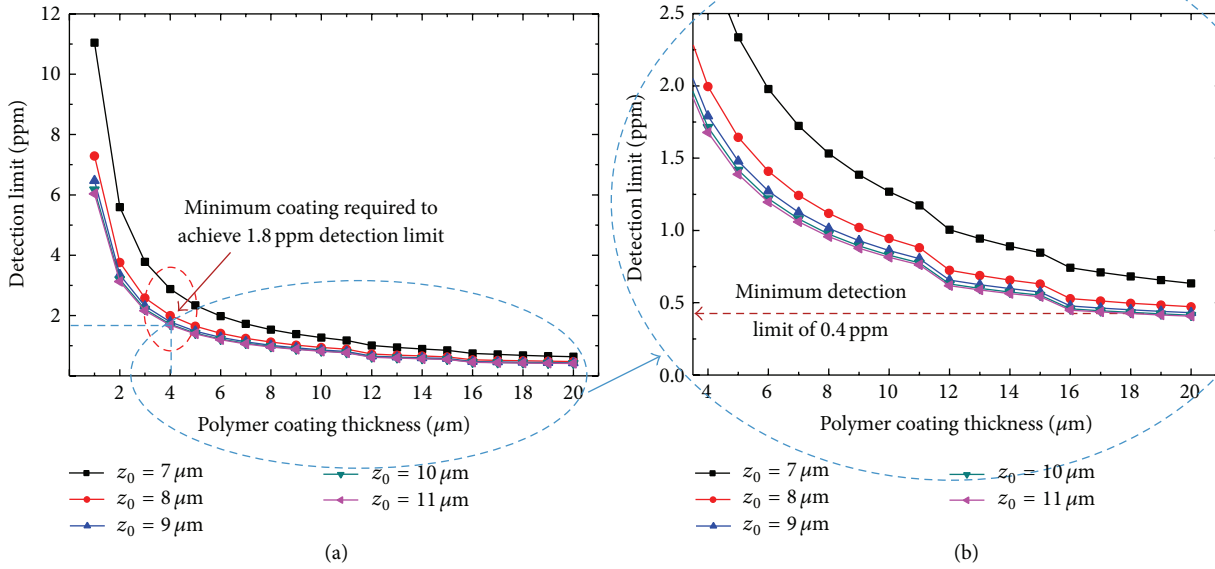 12
10
8
6
4
2
Detection limit (ppm)
Minimum coating required to
achieve 1.8 ppm detection limit
2 4 6 8 10 12 14 16 18 20
Polymer coating thickness (μm)
z0 = 7 μm
z0 = 8 μm
z0 = 9 μm
z0 = 10 μm
z0 = 11 μm
(a)
2.5
2.0
1.5
1.0
0.5
0.0
Detection limit (ppm)
Minimum detection
limit of 0.4 ppm
4 6 8 10 12 14 16 18 20
Polymer coating thickness (μm)
z0 = 7 μm
z0 = 8 μm
z0 = 9 μm
z0 = 10 μm
z0 = 11 μm
(b)